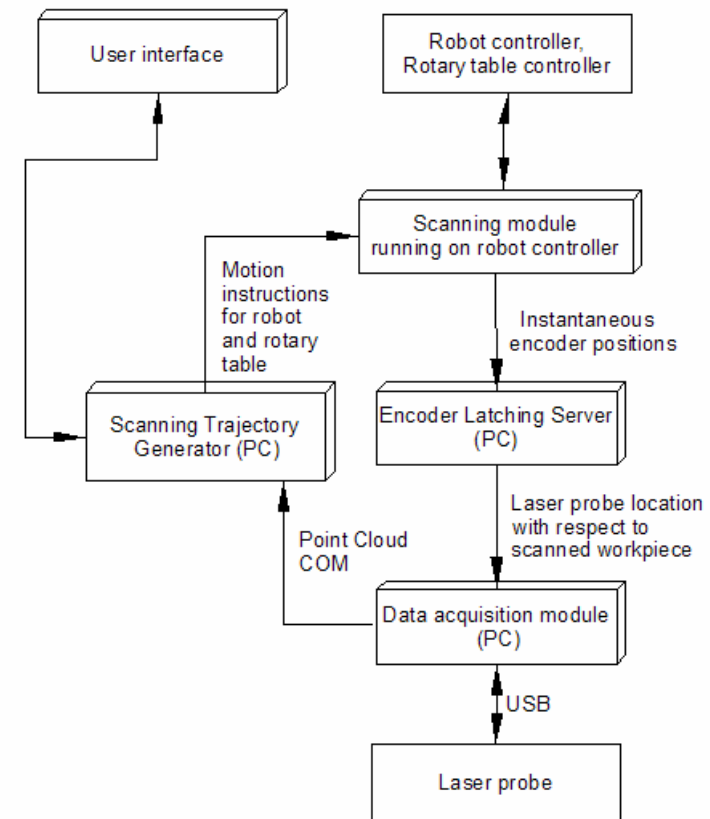 User interface
Robot controller,
Rotary table controller
Scanning module
running on robot controller
Motion
instructions
for robot
and rotary
table
Instantaneous
encoder positions
Scanning Trajectory
Generator (PC)
Encoder Latching Server
(PC)
Laser probe location
with respect to
scanned workpiece
Point Cloud
COM
Data acquisition module
(PC)
USB
Laser probe